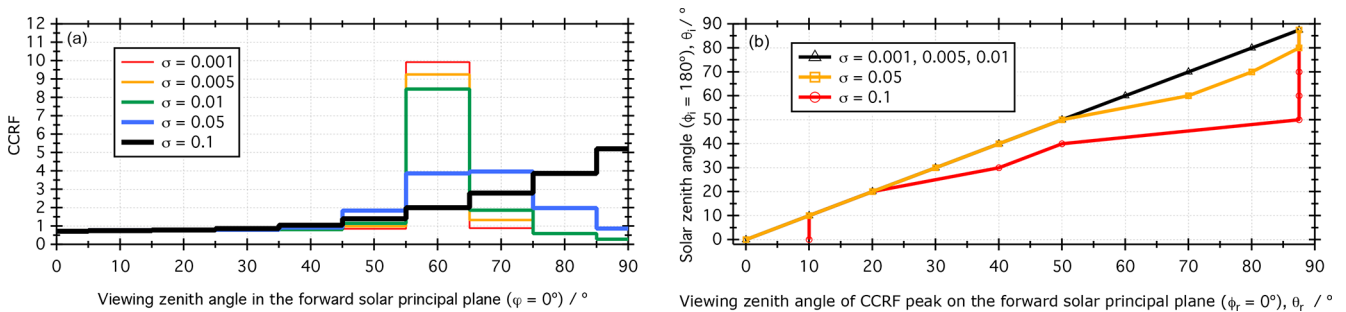 (a)
CCRF
12
11
10
9
8
7
6
5
4
3
2
1
0
σ = 0.001
σ = 0.005
σ = 0.01
σ = 0.05
σ = 0.1
0 10 20 30 40 50 60 70 80 90
Viewing zenith angle in the forward solar principal plane (φ = 0°) / °
(b)
Solar zenith angle (ϕi = 180°), θi / °
90
80
70
60
50
40
30
20
10
0
σ = 0.001, 0.005, 0.01
σ = 0.05
σ = 0.1
0 10 20 30 40 50 60 70 80 90
Viewing zenith angle of CCRF peak on the forward solar principal plane (ϕr = 0°), θr / °